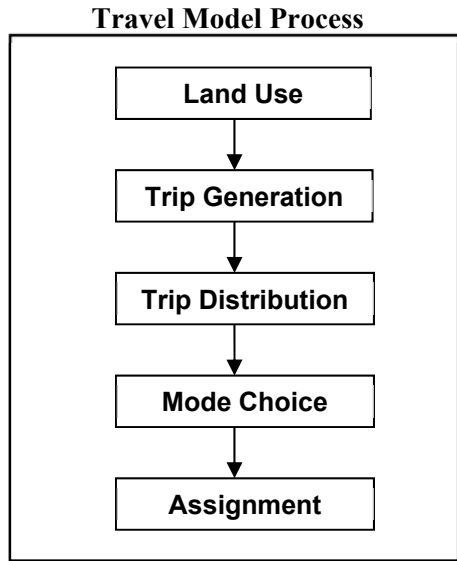 Travel Model Process
Land Use
Trip Generation
Trip Distribution
Mode Choice
Assignment